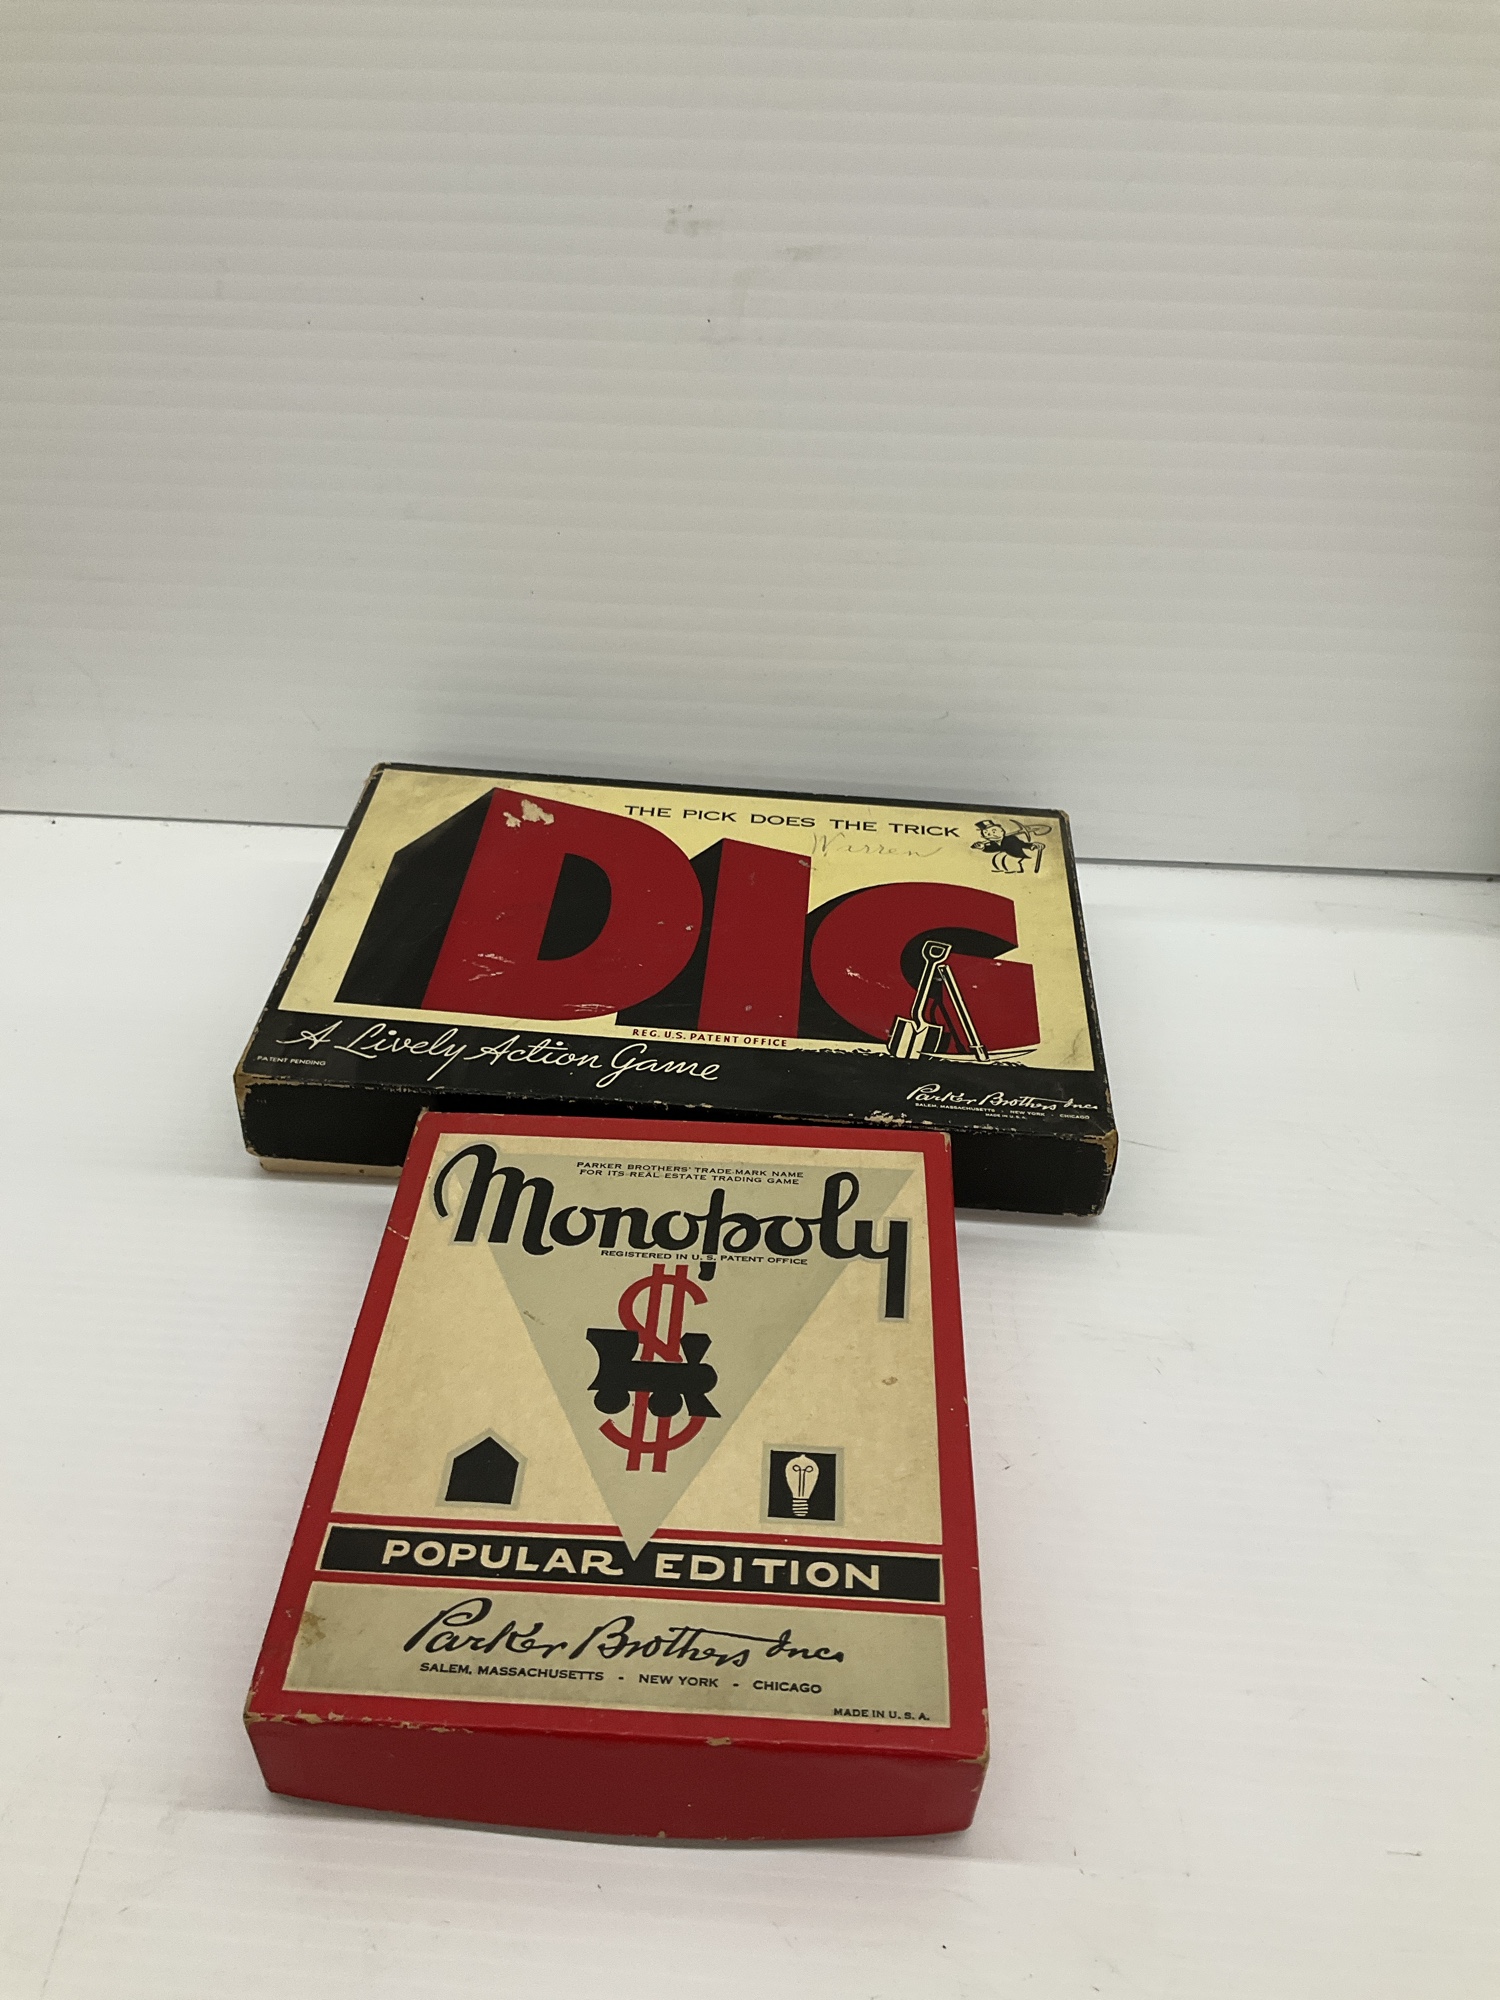 THE PICK DOES THE TRICK
Warren
DIG
REG. U.S. PATENT OFFICE
A Lively Action Game
PATENT PENDING
Parker Brothers Inc.
SALEM, MASSACHUSETTS - NEW YORK - CHICAGO
MADE IN U.S.A.
PARKER BROTHERS' TRADE-MARK NAME
FOR ITS REAL ESTATE TRADING GAME
Monopoly
REGISTERED IN U. S. PATENT OFFICE
$
POPULAR EDITION
Parker Brothers Inc.
SALEM, MASSACHUSETTS - NEW YORK - CHICAGO
MADE IN U. S. A.